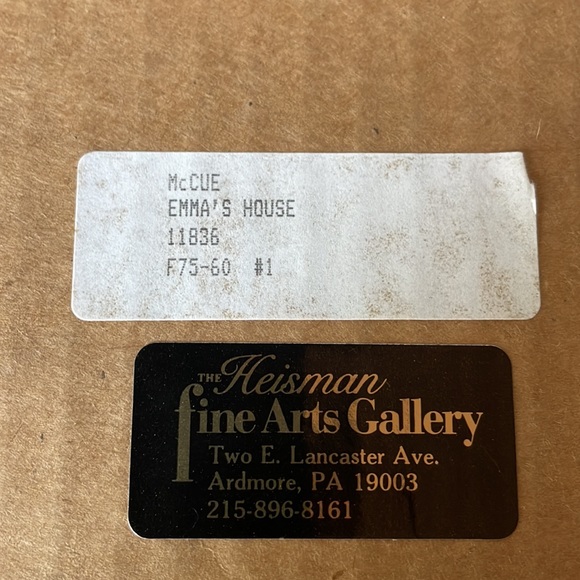 McCUE
EMMA'S HOUSE
11836
F75-60 #1
THE Heisman
fine Arts Gallery
Two E. Lancaster Ave.
Ardmore, PA 19003
215-896-8161